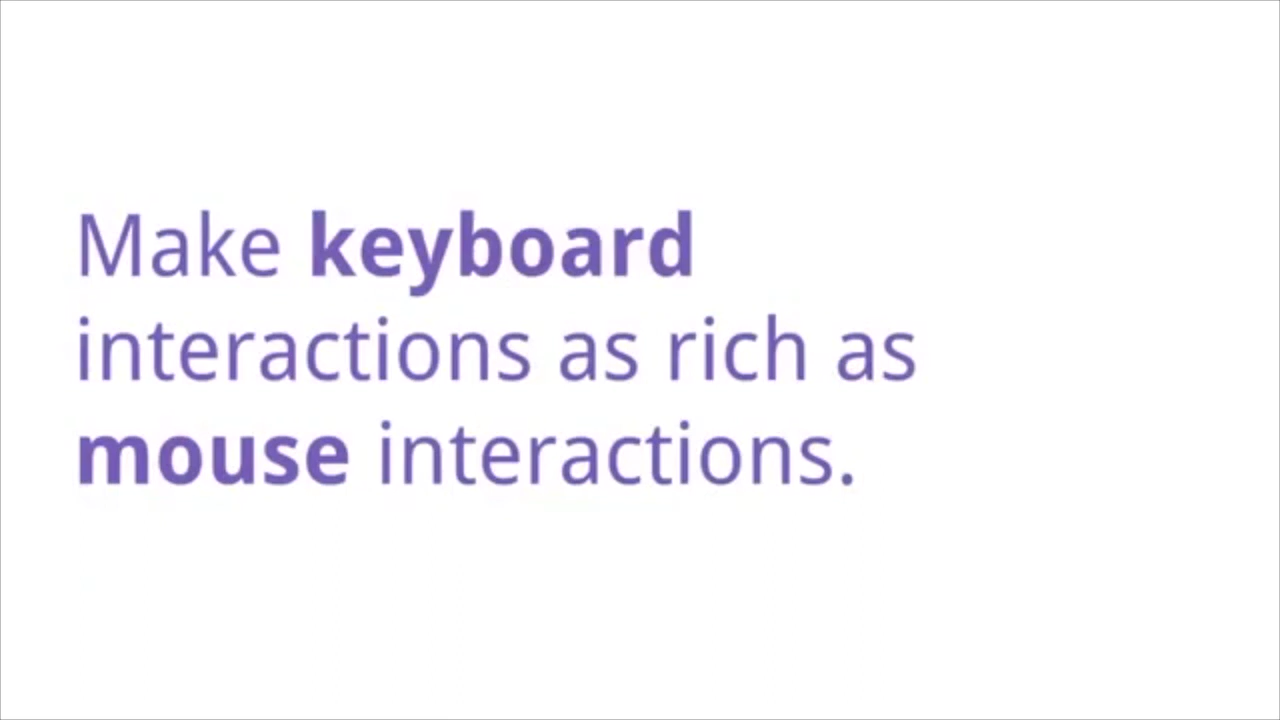 Make keyboard
interactions as rich as
mouse interactions.